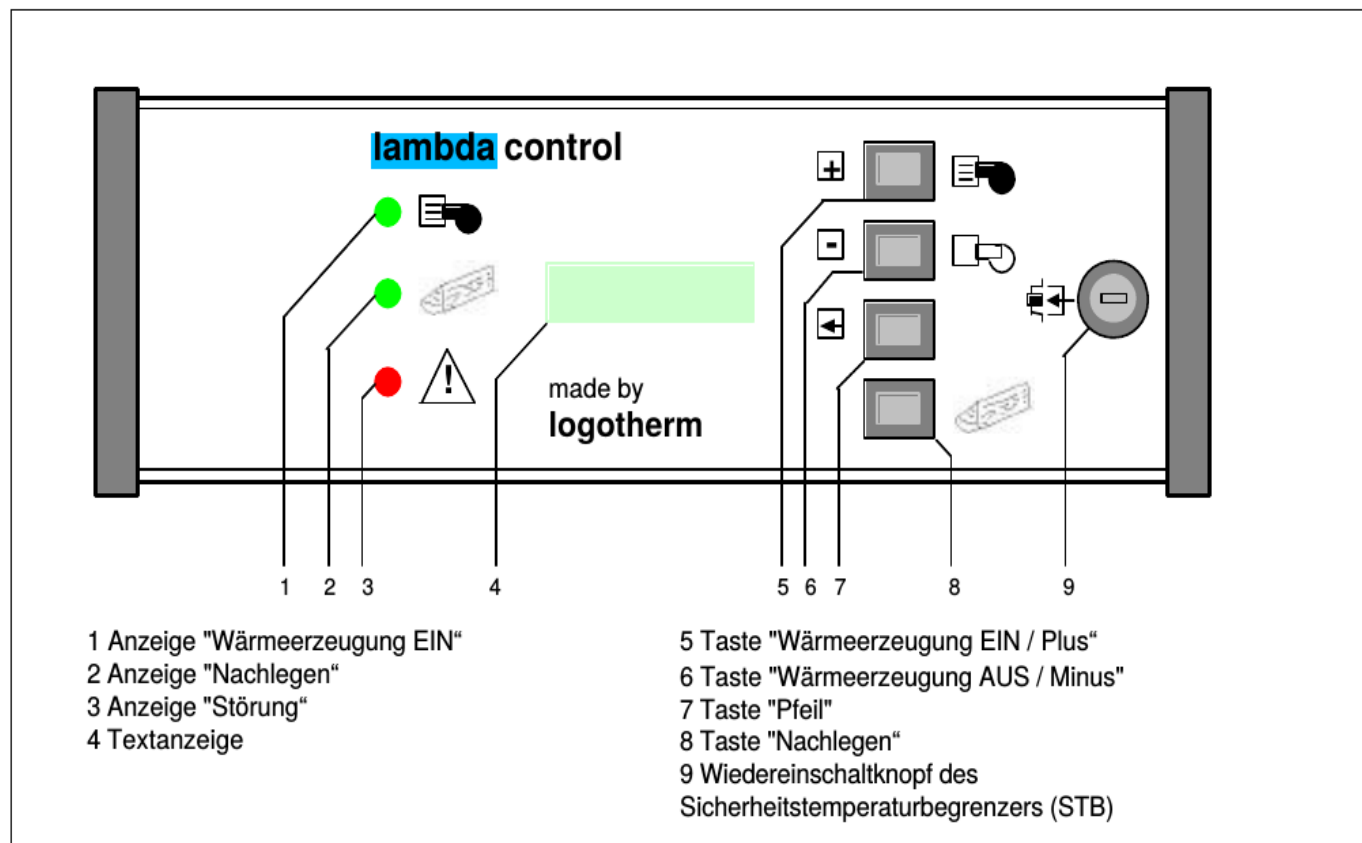 lambda control
+
-
made by
logotherm
!
1 2 3 4 5 6 7 8 9
1 Anzeige "Wärmeerzeugung EIN“
2 Anzeige "Nachlegen“
3 Anzeige "Störung“
4 Textanzeige
5 Taste "Wärmeerzeugung EIN / Plus“
6 Taste "Wärmeerzeugung AUS / Minus"
7 Taste "Pfeil"
8 Taste "Nachlegen“
9 Wiedereinschaltknopf des
Sicherheitstemperaturbegrenzers (STB)